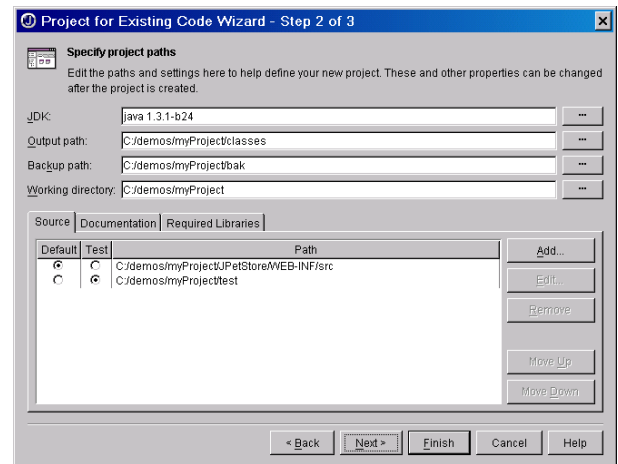 Project for Existing Code Wizard - Step 2 of 3
Specify project paths
Edit the paths and settings here to help define your new project. These and other properties can be changed
after the project is created.
JDK: java 1.3.1-b24 ...
Output path: C:/demos/myProject/classes ...
Backup path: C:/demos/myProject/bak ...
Working directory: C:/demos/myProject ...
Source Documentation Required Libraries
Default Test Path
C:/demos/myProject/JPetStore/WEB-INF/src
C:/demos/myProject/test
Add...
Edit...
Remove
Move Up
Move Down
< Back Next > Finish Cancel Help